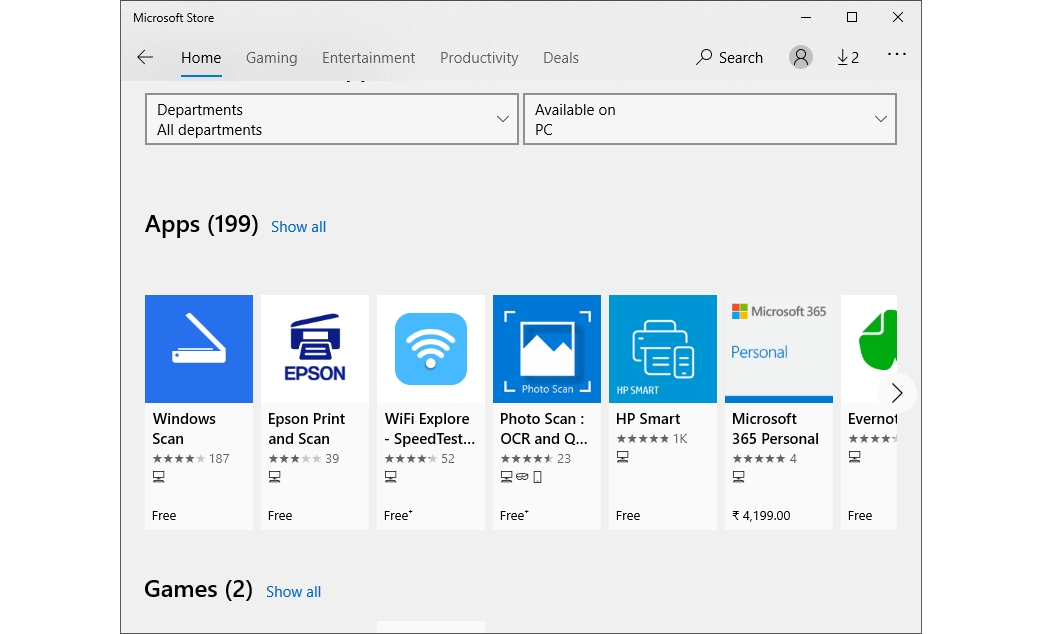 Microsoft Store
Home Gaming Entertainment Productivity Deals Search 2 ...
Departments
All departments
Available on
PC
Apps (199) Show all
Windows
Scan
187
Free
EPSON
Epson Print
and Scan
39
Free
WiFi Explore
- SpeedTest...
52
Free+
Photo Scan
Photo Scan :
OCR and Q...
23
Free+
HP SMART
HP Smart
1K
Free
Microsoft 365
Personal
Microsoft
365 Personal
4
₹ 4,199.00
Evernot
Free
Games (2) Show all